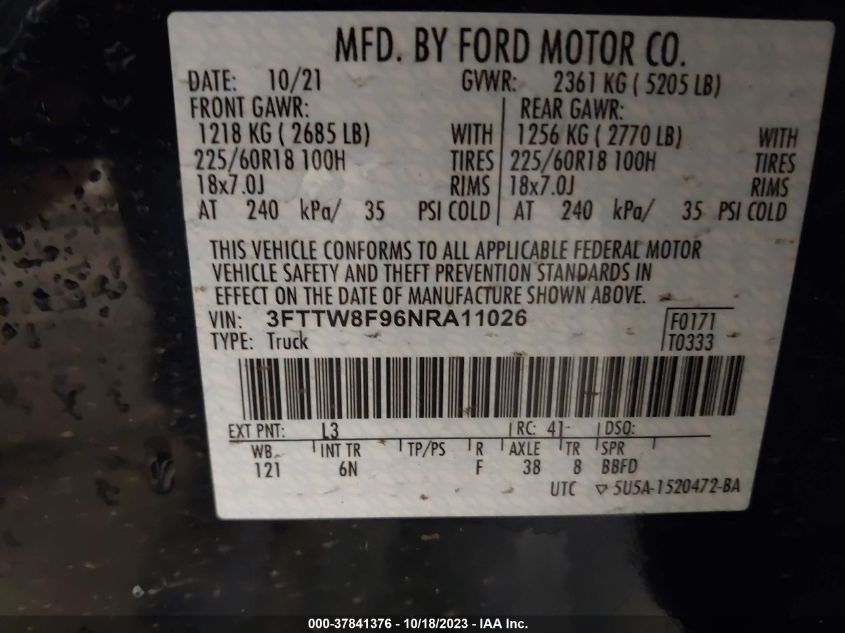 MFD. BY FORD MOTOR CO.
DATE: 10/21 GVWR: 2361 KG ( 5205 LB)
FRONT GAWR: REAR GAWR:
1218 KG ( 2685 LB) WITH 1256 KG ( 2770 LB) WITH
225/60R18 100H TIRES 225/60R18 100H TIRES
18x7.0J RIMS 18x7.0J RIMS
AT 240 kPa/ 35 PSI COLD AT 240 kPa/ 35 PSI COLD
THIS VEHICLE CONFORMS TO ALL APPLICABLE FEDERAL MOTOR
VEHICLE SAFETY AND THEFT PREVENTION STANDARDS IN
EFFECT ON THE DATE OF MANUFACTURE SHOWN ABOVE.
VIN: 3FTTW8F96NRA11026 F0171
TYPE: Truck T0333
EXT PNT: L3 RC: 41 DSO:
WB INT TR TP/PS R AXLE TR SPR
121 6N F 38 8 BBFD
UTC ▽ 5U5A-1520472-BA
000-37841376 - 10/18/2023 - IAA Inc.